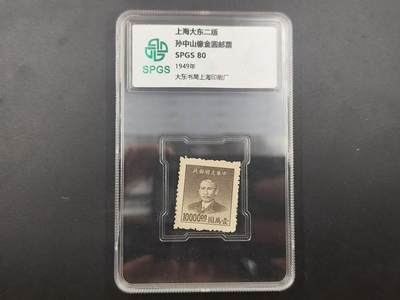 上海大东二版
孙中山像金圆邮票
SPGS 80
1949年
大东书局上海印刷厂
SPGS
票郵國民華中
10000.00
圓萬壹